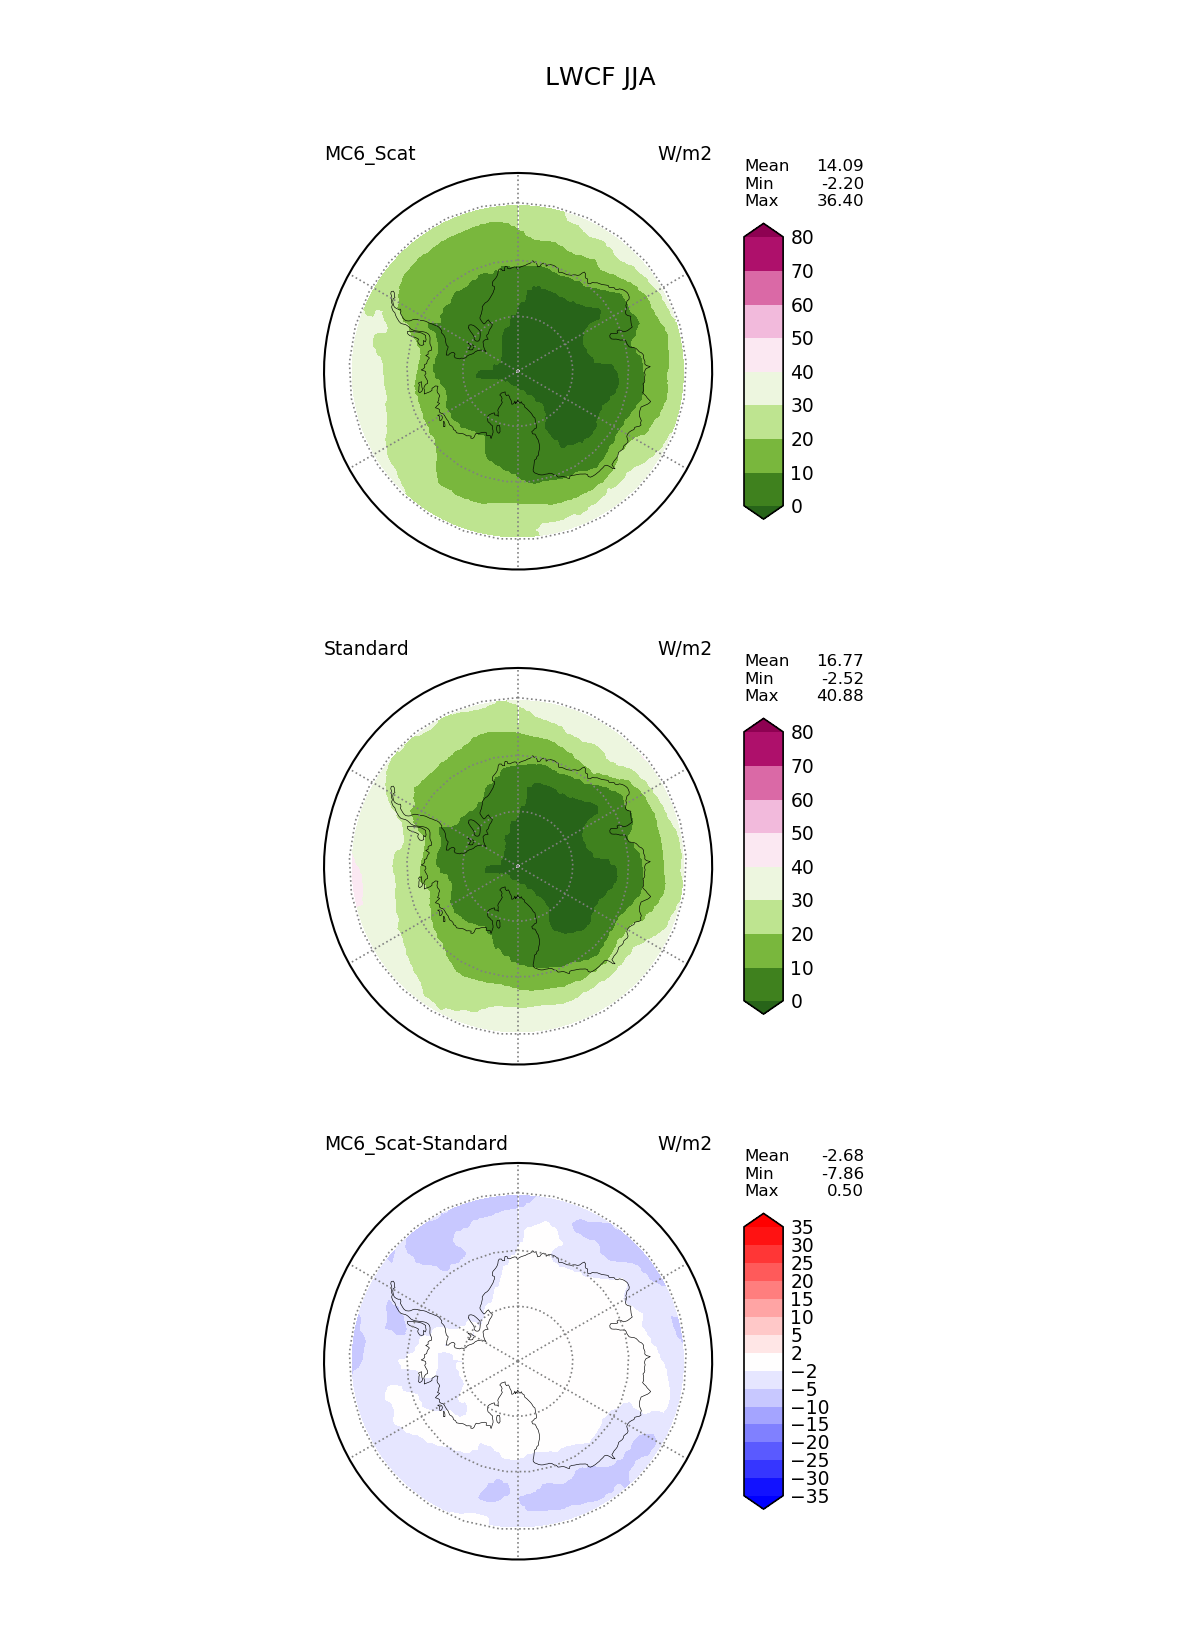 LWCF JJA
MC6_Scat W/m2
Mean 14.09
Min -2.20
Max 36.40
80
70
60
50
40
30
20
10
0
Standard W/m2
Mean 16.77
Min -2.52
Max 40.88
80
70
60
50
40
30
20
10
0
MC6_Scat-Standard W/m2
Mean -2.68
Min -7.86
Max 0.50
35
30
25
20
15
10
5
2
−2
−5
−10
−15
−20
−25
−30
−35